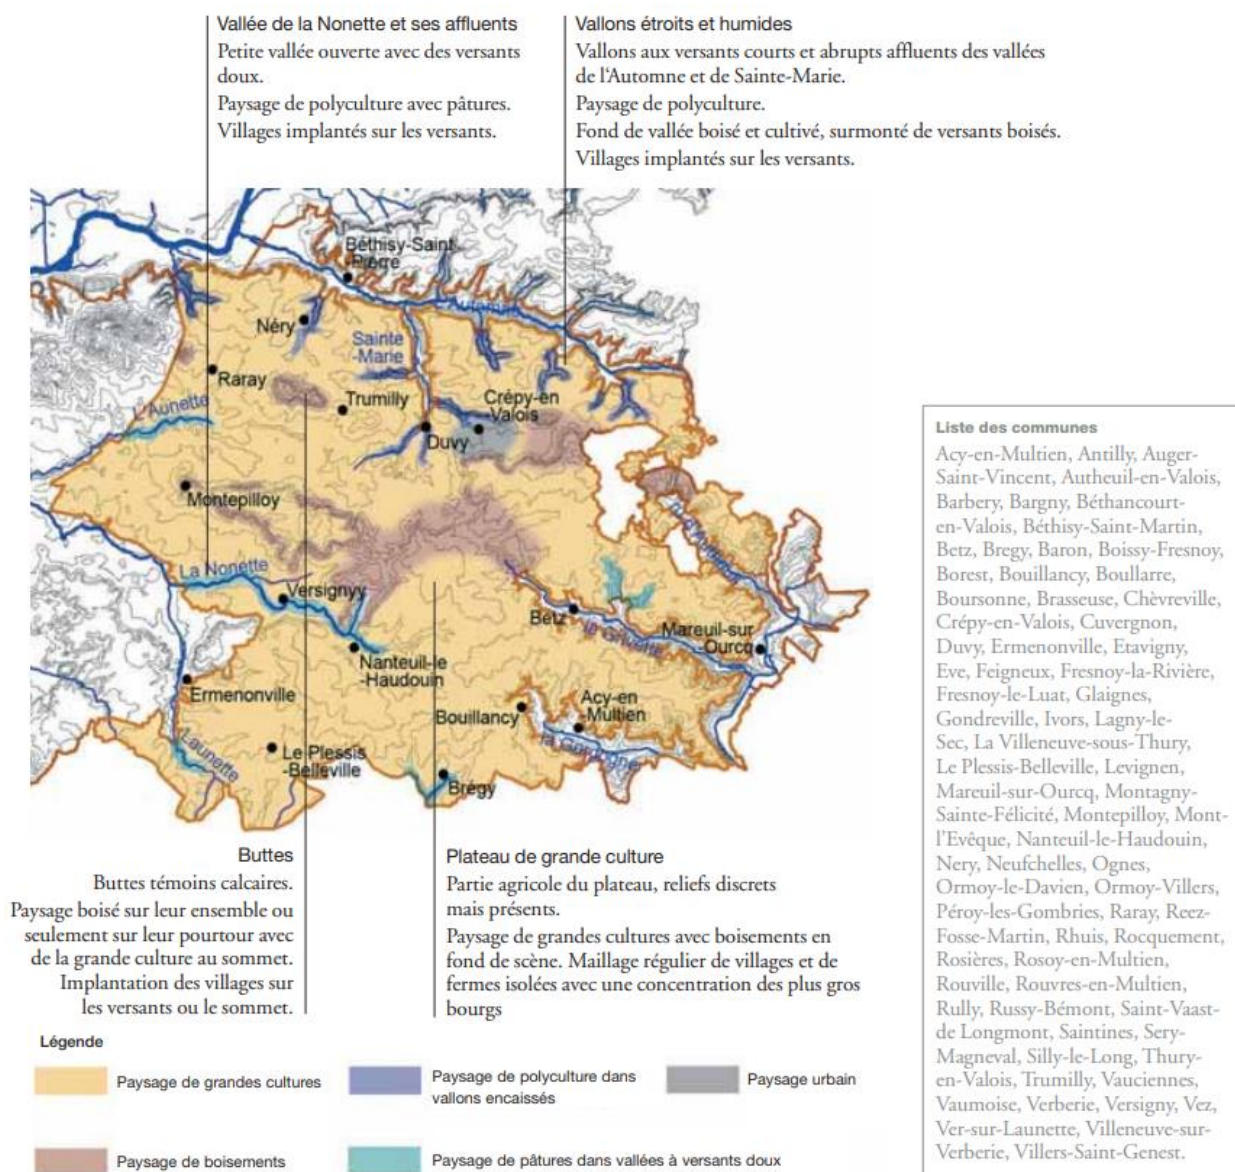 Vallée de la Nonette et ses affluents
Petite vallée ouverte avec des versants
doux.
Paysage de polyculture avec pâtures.
Villages implantés sur les versants.
Vallons étroits et humides
Vallons aux versants courts et abrupts affluents des vallées
de l'Automne et de Sainte-Marie.
Paysage de polyculture.
Fond de vallée boisé et cultivé, surmonté de versants boisés.
Villages implantés sur les versants.
Béthisy-Saint
-Pierre
L'Automne
Néry
Sainte
-Marie
Raray
Trumilly
Crépy-en
-Valois
L'Aunette
Duvy
Montepilloy
La Nonette
Versignyy
Betz
la Grivette
Mareuil-sur
-Ourcq
Nanteuil-le
-Haudouin
Ermenonville
Acy-en
-Multien
Bouillancy
la Gergogne
Launette
Le Plessis
-Belleville
Brégy
Buttes
Buttes témoins calcaires.
Paysage boisé sur leur ensemble ou
seulement sur leur pourtour avec
de la grande culture au sommet.
Implantation des villages sur
les versants ou le sommet.
Plateau de grande culture
Partie agricole du plateau, reliefs discrets
mais présents.
Paysage de grandes cultures avec boisements en
fond de scène. Maillage régulier de villages et de
fermes isolées avec une concentration des plus gros
bourgs
Légende
Paysage de grandes cultures
Paysage de polyculture dans
vallons encaissés
Paysage urbain
Paysage de boisements
Paysage de pâtures dans vallées à versants doux
Liste des communes
Acy-en-Multien, Antilly, Auger-
Saint-Vincent, Autheuil-en-Valois,
Barbery, Bargny, Béthancourt-
en-Valois, Béthisy-Saint-Martin,
Betz, Bregy, Baron, Boissy-Fresnoy,
Borest, Bouillancy, Boullarre,
Boursonne, Brasseuse, Chèvreville,
Crépy-en-Valois, Cuvergnon,
Duvy, Ermenonville, Etavigny,
Eve, Feigneux, Fresnoy-la-Rivière,
Fresnoy-le-Luat, Glaignes,
Gondreville, Ivors, Lagny-le-
Sec, La Villeneuve-sous-Thury,
Le Plessis-Belleville, Levignen,
Mareuil-sur-Ourcq, Montagny-
Sainte-Félicité, Montepilloy, Mont-
l'Evêque, Nanteuil-le-Haudouin,
Nery, Neufchelles, Ognes,
Ormoy-le-Davien, Ormoy-Villers,
Péroy-les-Gombries, Raray, Reez-
Fosse-Martin, Rhuis, Rocquement,
Rosières, Rosoy-en-Multien,
Rouville, Rouvres-en-Multien,
Rully, Russy-Bémont, Saint-Vaast-
de Longmont, Saintines, Sery-
Magneval, Silly-le-Long, Thury-
en-Valois, Trumilly, Vauciennes,
Vaumoise, Verberie, Versigny, Vez,
Ver-sur-Launette, Villeneuve-sur-
Verberie, Villers-Saint-Genest.